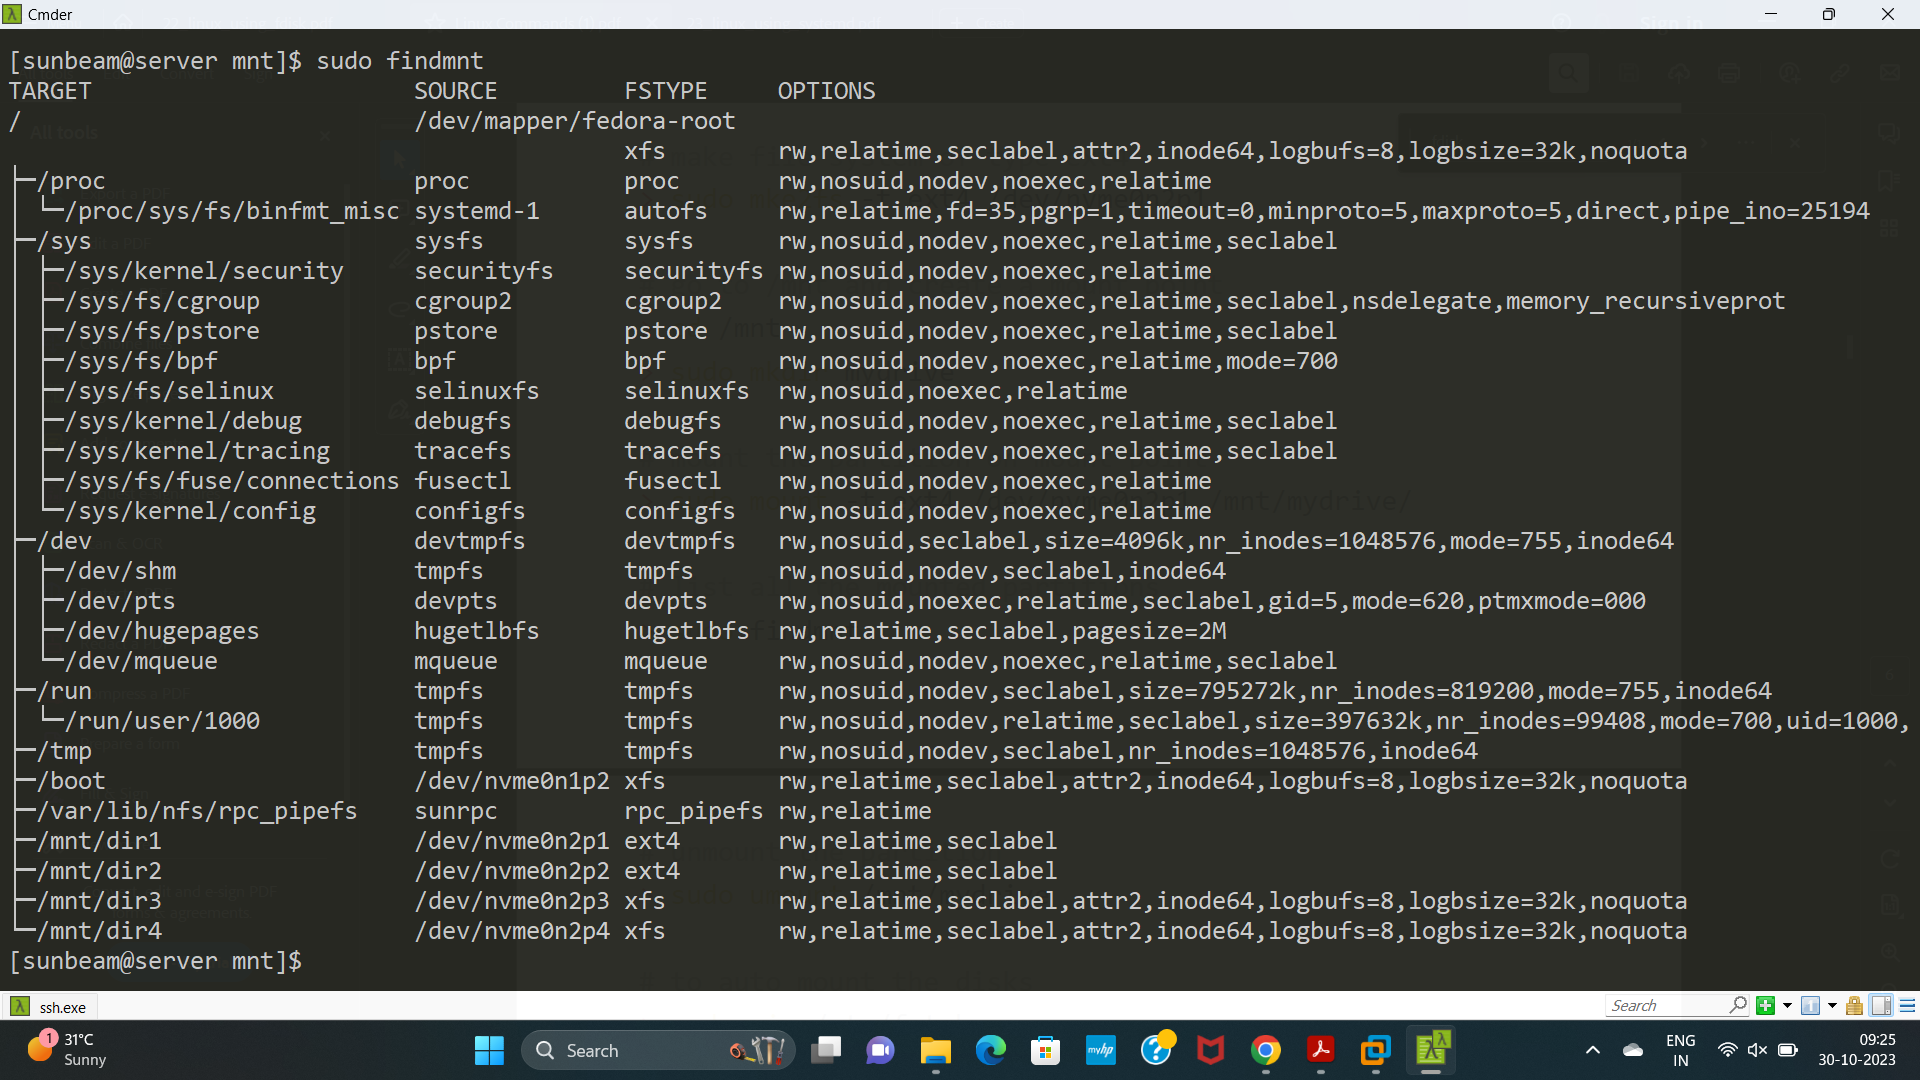 Cmder
[sunbeam@server mnt]$ sudo findmnt
TARGET SOURCE FSTYPE OPTIONS
/ /dev/mapper/fedora-root
xfs rw,relatime,seclabel,attr2,inode64,logbufs=8,logbsize=32k,noquota
├─/proc proc proc rw,nosuid,nodev,noexec,relatime
│ └─/proc/sys/fs/binfmt_misc systemd-1 autofs rw,relatime,fd=35,pgrp=1,timeout=0,minproto=5,maxproto=5,direct,pipe_ino=25194
├─/sys sysfs sysfs rw,nosuid,nodev,noexec,relatime,seclabel
│ ├─/sys/kernel/security securityfs securityfs rw,nosuid,nodev,noexec,relatime
│ ├─/sys/fs/cgroup cgroup2 cgroup2 rw,nosuid,nodev,noexec,relatime,seclabel,nsdelegate,memory_recursiveprot
│ ├─/sys/fs/pstore pstore pstore rw,nosuid,nodev,noexec,relatime,seclabel
│ ├─/sys/fs/bpf bpf bpf rw,nosuid,nodev,noexec,relatime,mode=700
│ ├─/sys/fs/selinux selinuxfs selinuxfs rw,nosuid,noexec,relatime
│ ├─/sys/kernel/debug debugfs debugfs rw,nosuid,nodev,noexec,relatime,seclabel
│ ├─/sys/kernel/tracing tracefs tracefs rw,nosuid,nodev,noexec,relatime,seclabel
│ ├─/sys/fs/fuse/connections fusectl fusectl rw,nosuid,nodev,noexec,relatime
│ └─/sys/kernel/config configfs configfs rw,nosuid,nodev,noexec,relatime
├─/dev devtmpfs devtmpfs rw,nosuid,seclabel,size=4096k,nr_inodes=1048576,mode=755,inode64
│ ├─/dev/shm tmpfs tmpfs rw,nosuid,nodev,seclabel,inode64
│ ├─/dev/pts devpts devpts rw,nosuid,noexec,relatime,seclabel,gid=5,mode=620,ptmxmode=000
│ ├─/dev/hugepages hugetlbfs hugetlbfs rw,relatime,seclabel,pagesize=2M
│ └─/dev/mqueue mqueue mqueue rw,nosuid,nodev,noexec,relatime,seclabel
├─/run tmpfs tmpfs rw,nosuid,nodev,seclabel,size=795272k,nr_inodes=819200,mode=755,inode64
│ └─/run/user/1000 tmpfs tmpfs rw,nosuid,nodev,relatime,seclabel,size=397632k,nr_inodes=99408,mode=700,uid=1000,
├─/tmp tmpfs tmpfs rw,nosuid,nodev,seclabel,nr_inodes=1048576,inode64
├─/boot /dev/nvme0n1p2 xfs rw,relatime,seclabel,attr2,inode64,logbufs=8,logbsize=32k,noquota
├─/var/lib/nfs/rpc_pipefs sunrpc rpc_pipefs rw,relatime
├─/mnt/dir1 /dev/nvme0n2p1 ext4 rw,relatime,seclabel
├─/mnt/dir2 /dev/nvme0n2p2 ext4 rw,relatime,seclabel
├─/mnt/dir3 /dev/nvme0n2p3 xfs rw,relatime,seclabel,attr2,inode64,logbufs=8,logbsize=32k,noquota
└─/mnt/dir4 /dev/nvme0n2p4 xfs rw,relatime,seclabel,attr2,inode64,logbufs=8,logbsize=32k,noquota
[sunbeam@server mnt]$
ssh.exe Search
1 31°C
Sunny
Search
myhp
ENG
IN
09:25
30-10-2023